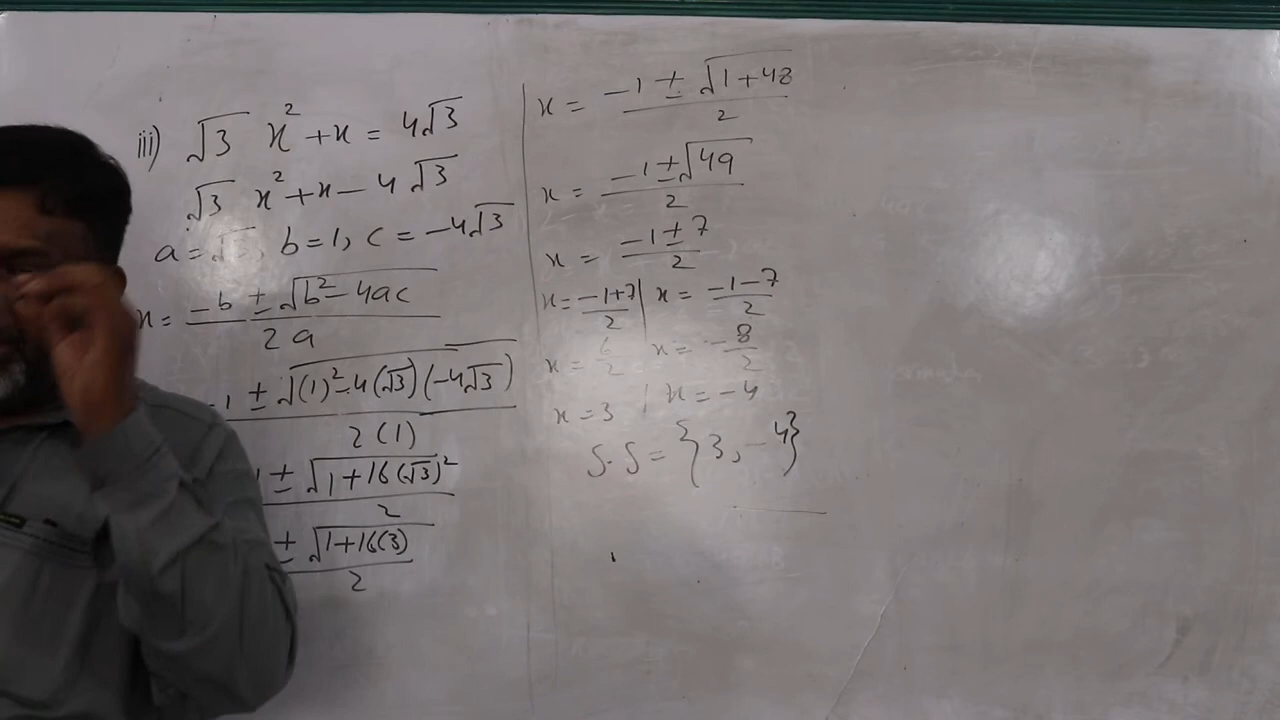 iii) √3 x² + x = 4√3
√3 x² + x − 4√3
a = √3, b = 1, c = −4√3
x = (−b ± √(b² − 4ac)) / 2a
−1 ± √((1)² − 4(√3)(−4√3)) / 2(1)
± √(1 + 16(√3)²) / 2
± √(1 + 16(3)) / 2
x = (−1 ± √(1 + 48)) / 2
x = (−1 ± √49) / 2
x = (−1 ± 7) / 2
x = (−1 + 7) / 2 | x = (−1 − 7) / 2
x = 6/2 x = −8/2
x = 3 | x = −4
S.S = {3, −4}